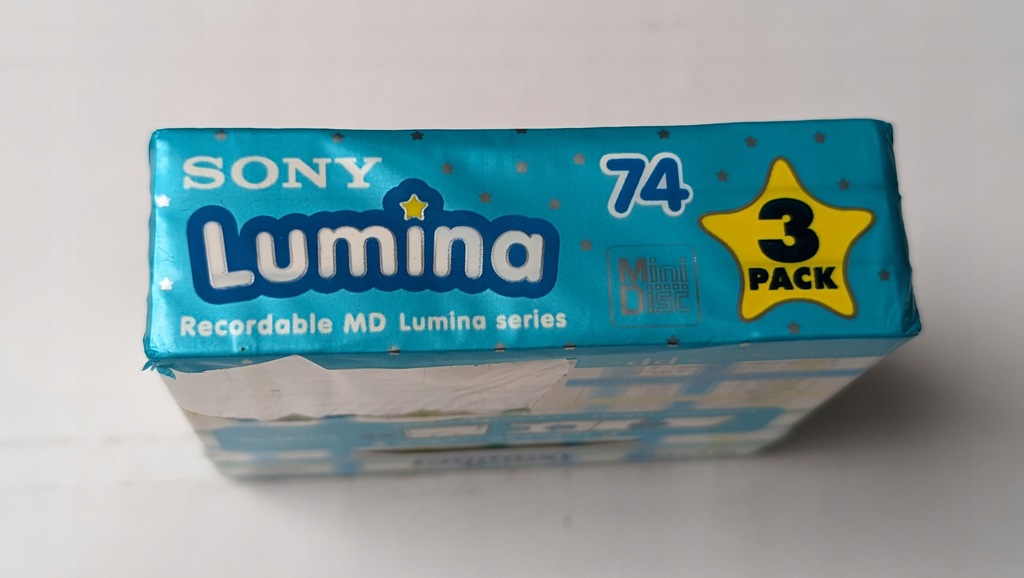 SONY
Lumina
Recordable MD Lumina series
74
Mini
Disc
3
PACK